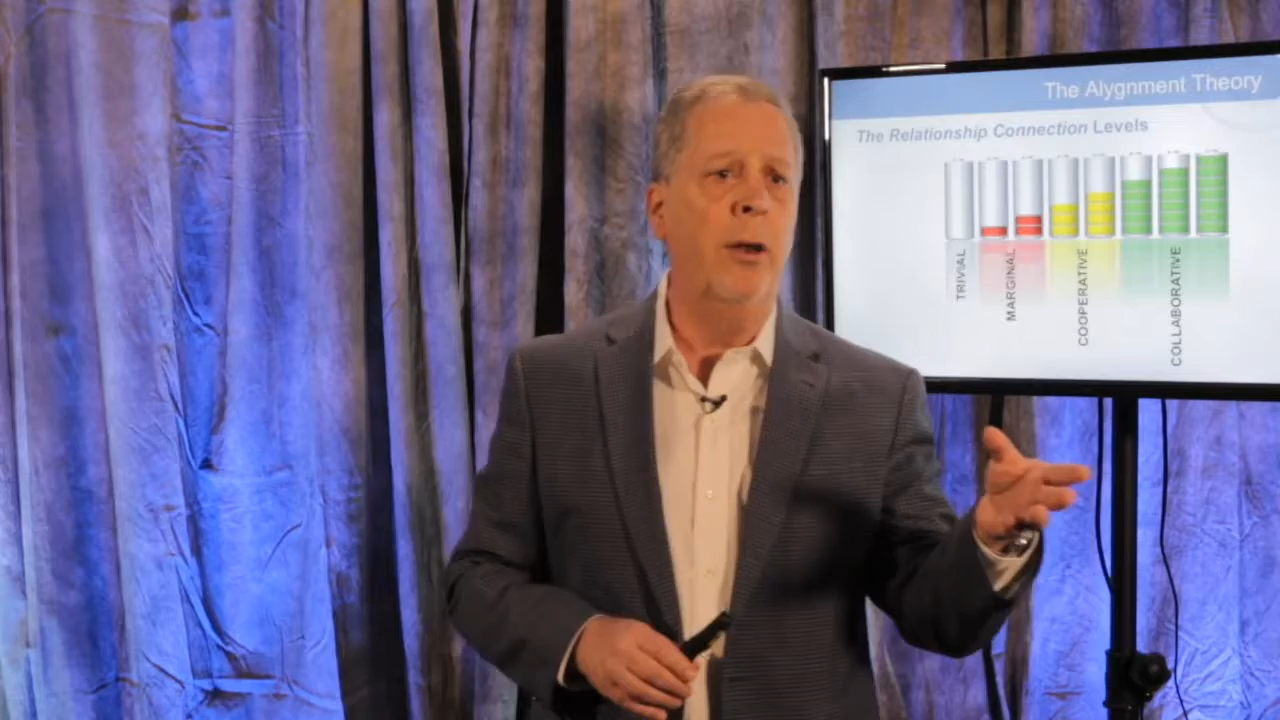 The Alygnment Theory
The Relationship Connection Levels
TRIVIAL
MARGINAL
COOPERATIVE
COLLABORATIVE